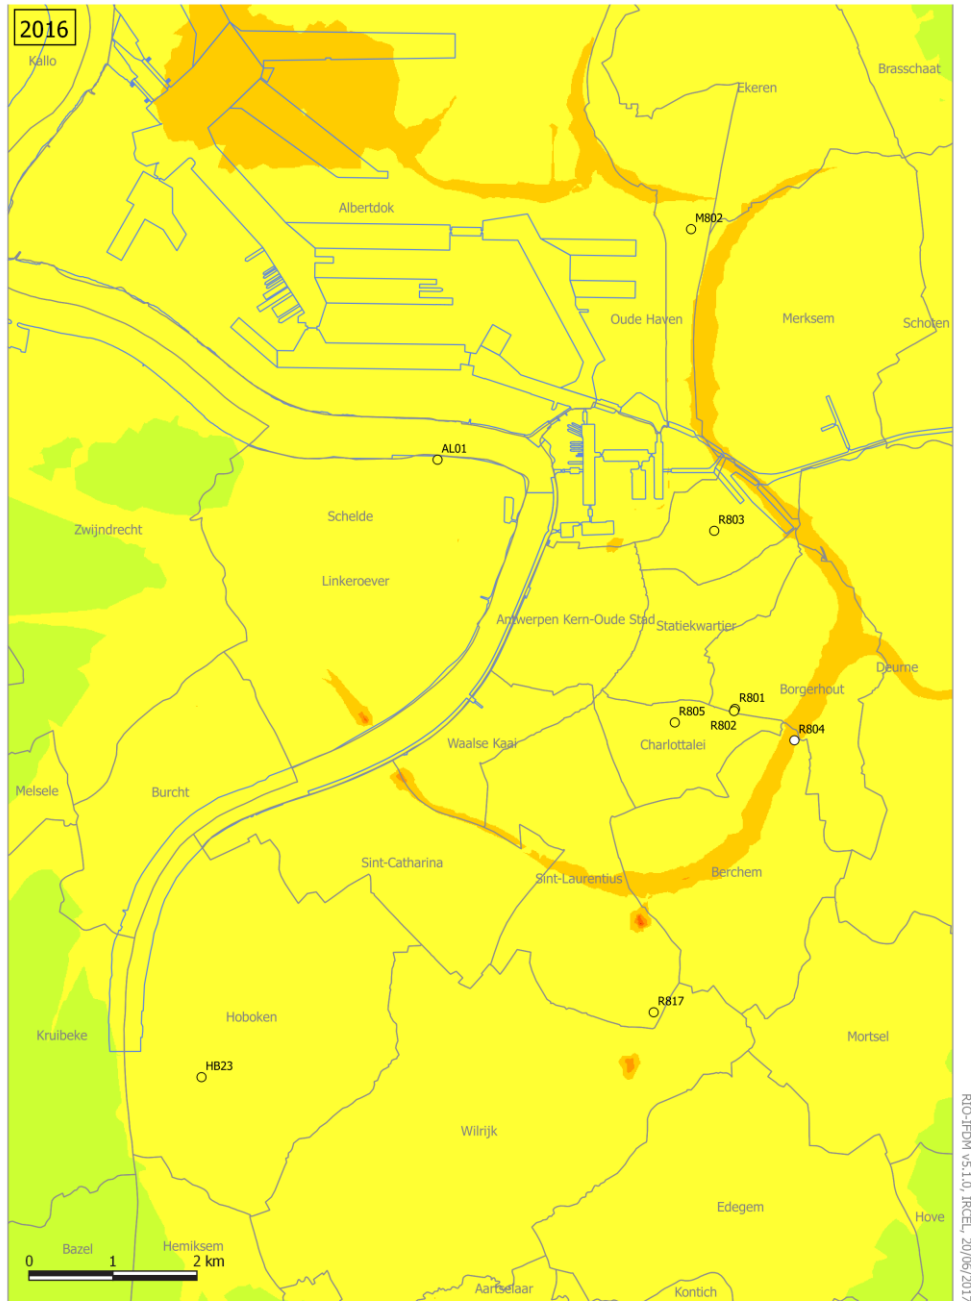 2016
Kallo
Brasschaat
Ekeren
Albertdok
M802
Oude Haven
Merksem
Schoten
AL01
Schelde
R803
Zwijndrecht
Linkeroever
Antwerpen Kern-Oude Stad
Statiekwartier
Deurne
Borgerhout
R801
R802
R805
R804
Waalse Kaai
Charlottalei
Melsele
Burcht
Sint-Catharina
Sint-Laurentius
Berchem
R817
Hoboken
Kruibeke
Mortsel
HB23
Wilrijk
Edegem
Hove
Bazel
Hemiksem
0 1 2 km
Aartselaar
Kontich
RIO-IFDM v5.1.0, IRCEL, 20/06/2017